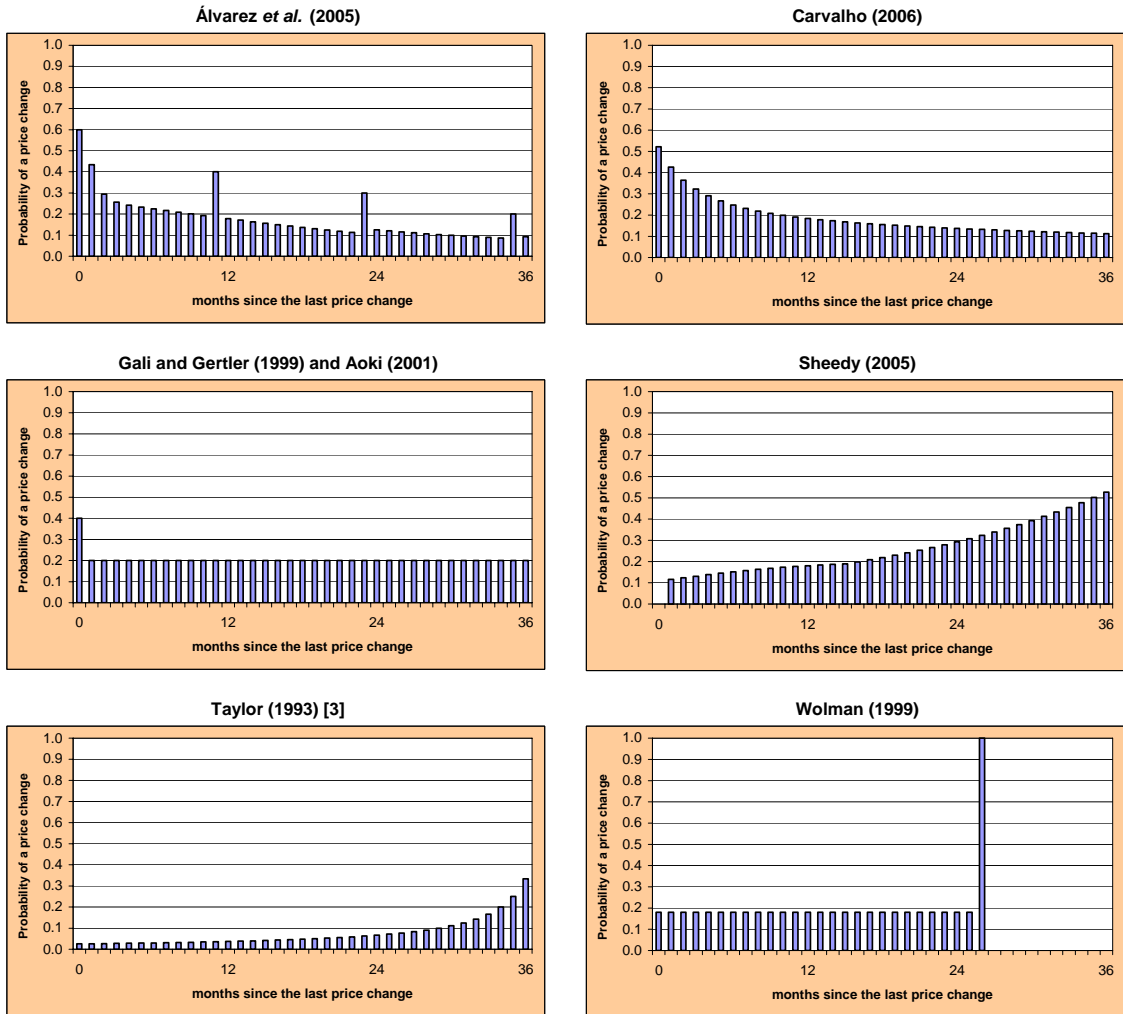 Álvarez et al. (2005)
Probability of a price change
1.0
0.9
0.8
0.7
0.6
0.5
0.4
0.3
0.2
0.1
0.0
0 12 24 36
months since the last price change
Carvalho (2006)
Probability of a price change
1.0
0.9
0.8
0.7
0.6
0.5
0.4
0.3
0.2
0.1
0.0
0 12 24 36
months since the last price change
Gali and Gertler (1999) and Aoki (2001)
Probability of a price change
1.0
0.9
0.8
0.7
0.6
0.5
0.4
0.3
0.2
0.1
0.0
0 12 24 36
months since the last price change
Sheedy (2005)
Probability of a price change
1.0
0.9
0.8
0.7
0.6
0.5
0.4
0.3
0.2
0.1
0.0
0 12 24 36
months since the last price change
Taylor (1993) [3]
Probability of a price change
1.0
0.9
0.8
0.7
0.6
0.5
0.4
0.3
0.2
0.1
0.0
0 12 24 36
months since the last price change
Wolman (1999)
Probability of a price change
1.0
0.9
0.8
0.7
0.6
0.5
0.4
0.3
0.2
0.1
0.0
0 12 24 36
months since the last price change